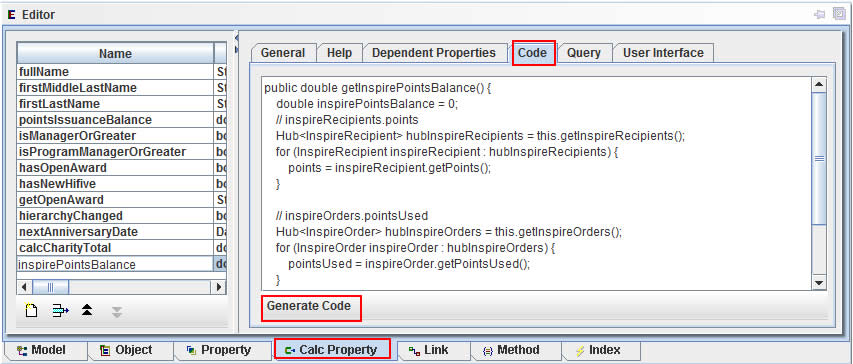 Editor
Name
fullName St
firstMiddleLastName St
firstLastName St
pointsIssuanceBalance do
isManagerOrGreater bo
isProgramManagerOrGreater bo
hasOpenAward bo
hasNewHifive bo
getOpenAward St
hierarchyChanged bo
nextAnniversaryDate Da
calcCharityTotal do
inspirePointsBalance do
General Help Dependent Properties Code Query User Interface
public double getInspirePointsBalance() {
double inspirePointsBalance = 0;
// inspireRecipients.points
Hub<InspireRecipient> hubInspireRecipients = this.getInspireRecipients();
for (InspireRecipient inspireRecipient : hubInspireRecipients) {
points = inspireRecipient.getPoints();
}
// inspireOrders.pointsUsed
Hub<InspireOrder> hubInspireOrders = this.getInspireOrders();
for (InspireOrder inspireOrder : hubInspireOrders) {
pointsUsed = inspireOrder.getPointsUsed();
}
Generate Code
Model Object Property Calc Property Link Method Index